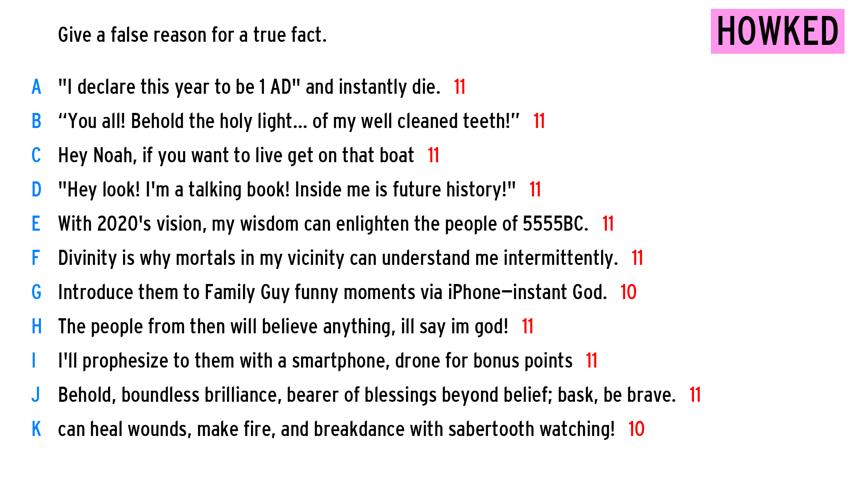 Give a false reason for a true fact.
HOWKED
A "I declare this year to be 1 AD" and instantly die. 11
B “You all! Behold the holy light... of my well cleaned teeth!” 11
C Hey Noah, if you want to live get on that boat 11
D "Hey look! I'm a talking book! Inside me is future history!" 11
E With 2020's vision, my wisdom can enlighten the people of 5555BC. 11
F Divinity is why mortals in my vicinity can understand me intermittently. 11
G Introduce them to Family Guy funny moments via iPhone—instant God. 10
H The people from then will believe anything, ill say im god! 11
I I'll prophesize to them with a smartphone, drone for bonus points 11
J Behold, boundless brilliance, bearer of blessings beyond belief; bask, be brave. 11
K can heal wounds, make fire, and breakdance with sabertooth watching! 10